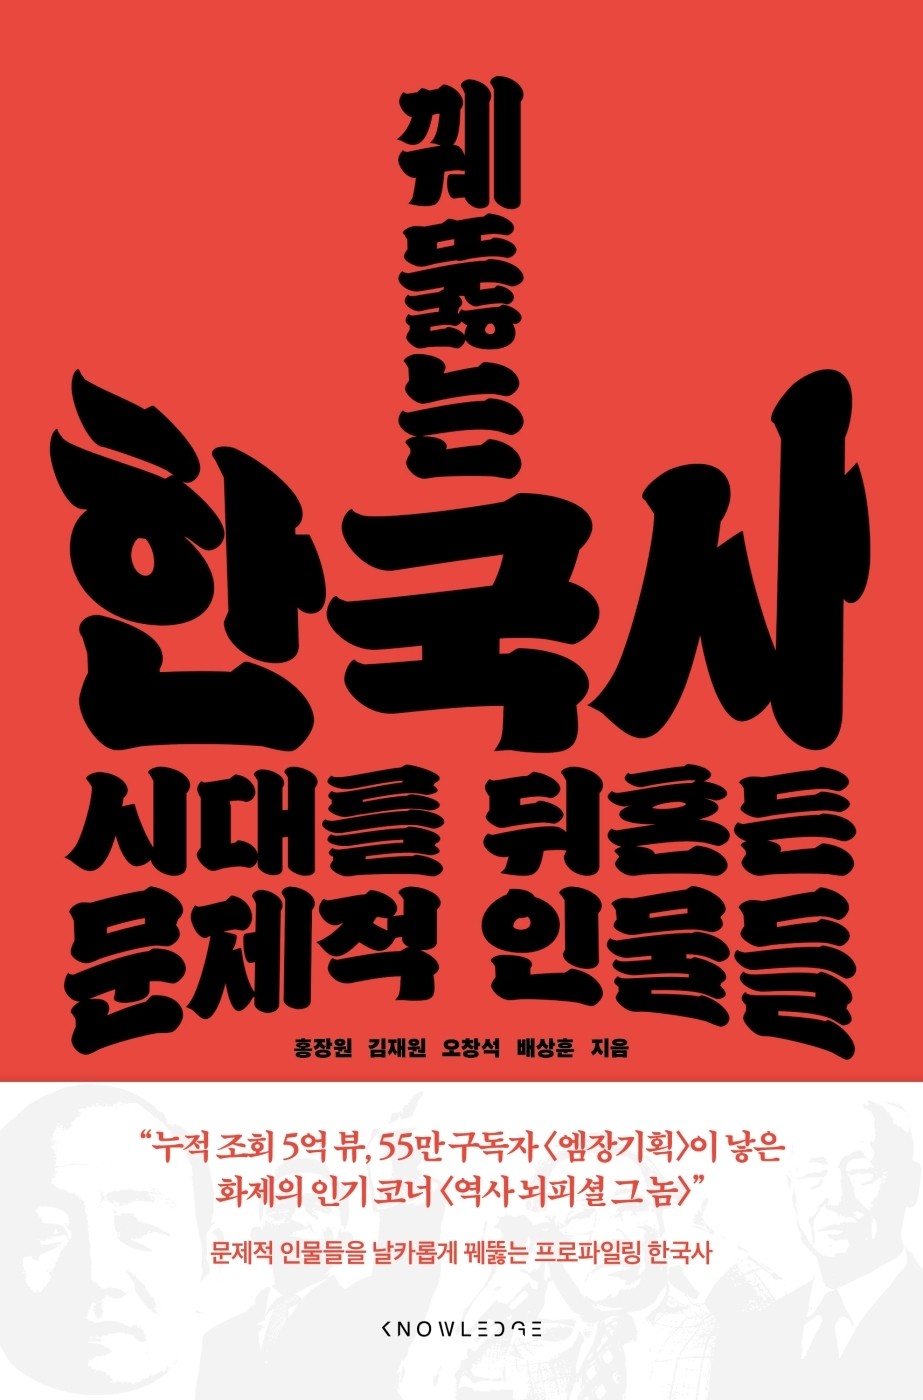 꿰
뚫
는
한국사
시대를 뒤흔든
문제적 인물들
홍장원 김재원 오창석 배상훈 지음
“누적 조회 5억 뷰, 55만 구독자 〈엠장기획〉이 낳은
화제의 인기 코너 〈역사 뇌피셜 그 놈〉”
문제적 인물들을 날카롭게 꿰뚫는 프로파일링 한국사
KNOWLEDGE